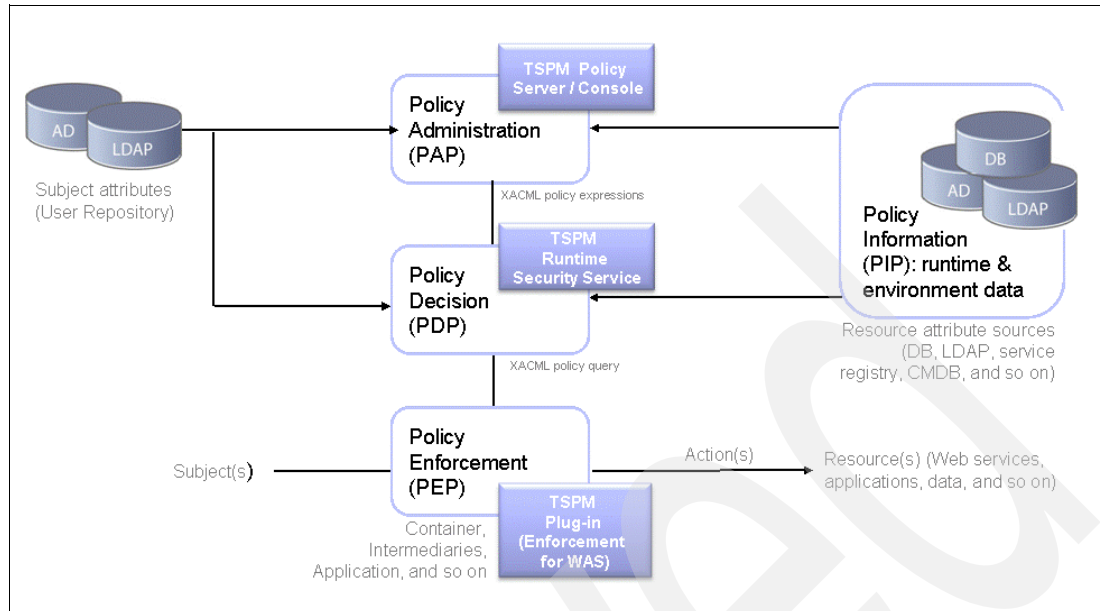 TSPM Policy
Server / Console
Policy
Administration
(PAP)
AD
LDAP
Subject attributes
(User Repository)
DB
AD
LDAP
Policy
Information
(PIP): runtime &
environment data
Resource attribute sources
(DB, LDAP, service
registry, CMDB, and so on)
XACML policy expressions
TSPM
Runtime
Security Service
Policy
Decision
(PDP)
XACML policy query
Policy
Enforcement
(PEP)
Subject(s)
Action(s)
Resource(s) (Web services,
applications, data, and so on)
TSPM
Plug-in
(Enforcement
for WAS)
Container,
Intermediaries,
Application, and so on